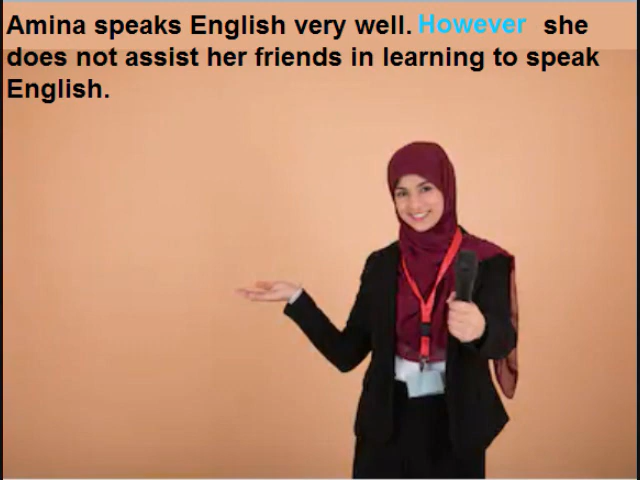 Amina speaks English very well. However she
does not assist her friends in learning to speak
English.